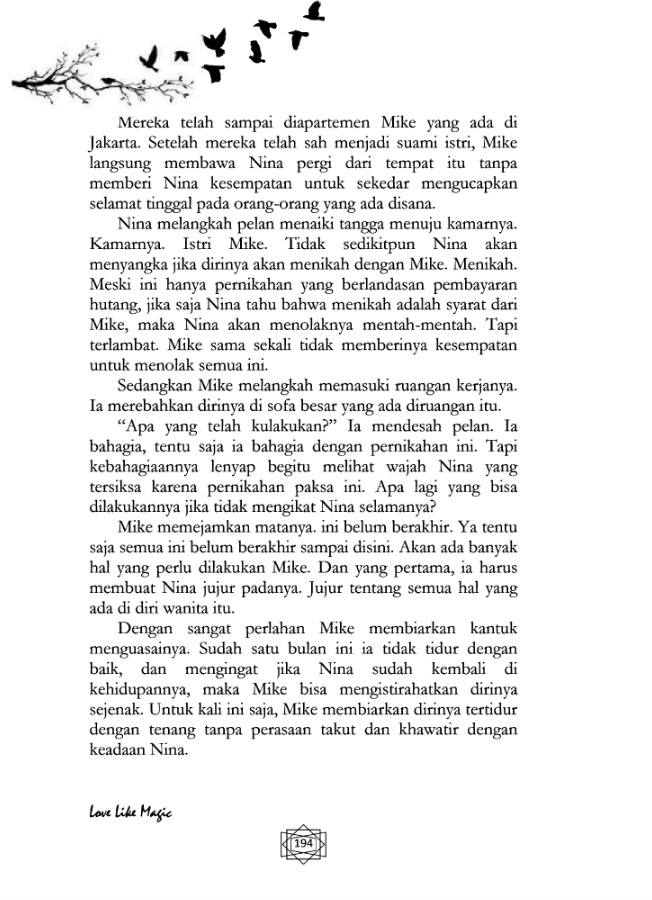 Mereka telah sampai diapartemen Mike yang ada di
Jakarta. Setelah mereka telah sah menjadi suami istri, Mike
langsung membawa Nina pergi dari tempat itu tanpa
memberi Nina kesempatan untuk sekedar mengucapkan
selamat tinggal pada orang-orang yang ada disana.
Nina melangkah pelan menaiki tangga menuju kamarnya.
Kamarnya. Istri Mike. Tidak sedikitpun Nina akan
menyangka jika dirinya akan menikah dengan Mike. Menikah.
Meski ini hanya pernikahan yang berlandasan pembayaran
hutang, jika saja Nina tahu bahwa menikah adalah syarat dari
Mike, maka Nina akan menolaknya mentah-mentah. Tapi
terlambat. Mike sama sekali tidak memberinya kesempatan
untuk menolak semua ini.
Sedangkan Mike melangkah memasuki ruangan kerjanya.
Ia merebahkan dirinya di sofa besar yang ada diruangan itu.
“Apa yang telah kulakukan?” Ia mendesah pelan. Ia
bahagia, tentu saja ia bahagia dengan pernikahan ini. Tapi
kebahagiaannya lenyap begitu melihat wajah Nina yang
tersiksa karena pernikahan paksa ini. Apa lagi yang bisa
dilakukannya jika tidak mengikat Nina selamanya?
Mike memejamkan matanya. ini belum berakhir. Ya tentu
saja semua ini belum berakhir sampai disini. Akan ada banyak
hal yang perlu dilakukan Mike. Dan yang pertama, ia harus
membuat Nina jujur padanya. Jujur tentang semua hal yang
ada di diri wanita itu.
Dengan sangat perlahan Mike membiarkan kantuk
menguasainya. Sudah satu bulan ini ia tidak tidur dengan
baik, dan mengingat jika Nina sudah kembali di
kehidupannya, maka Mike bisa mengistirahatkan dirinya
sejenak. Untuk kali ini saja, Mike membiarkan dirinya tertidur
dengan tenang tanpa perasaan takut dan khawatir dengan
keadaan Nina.
Love Like Magic
194